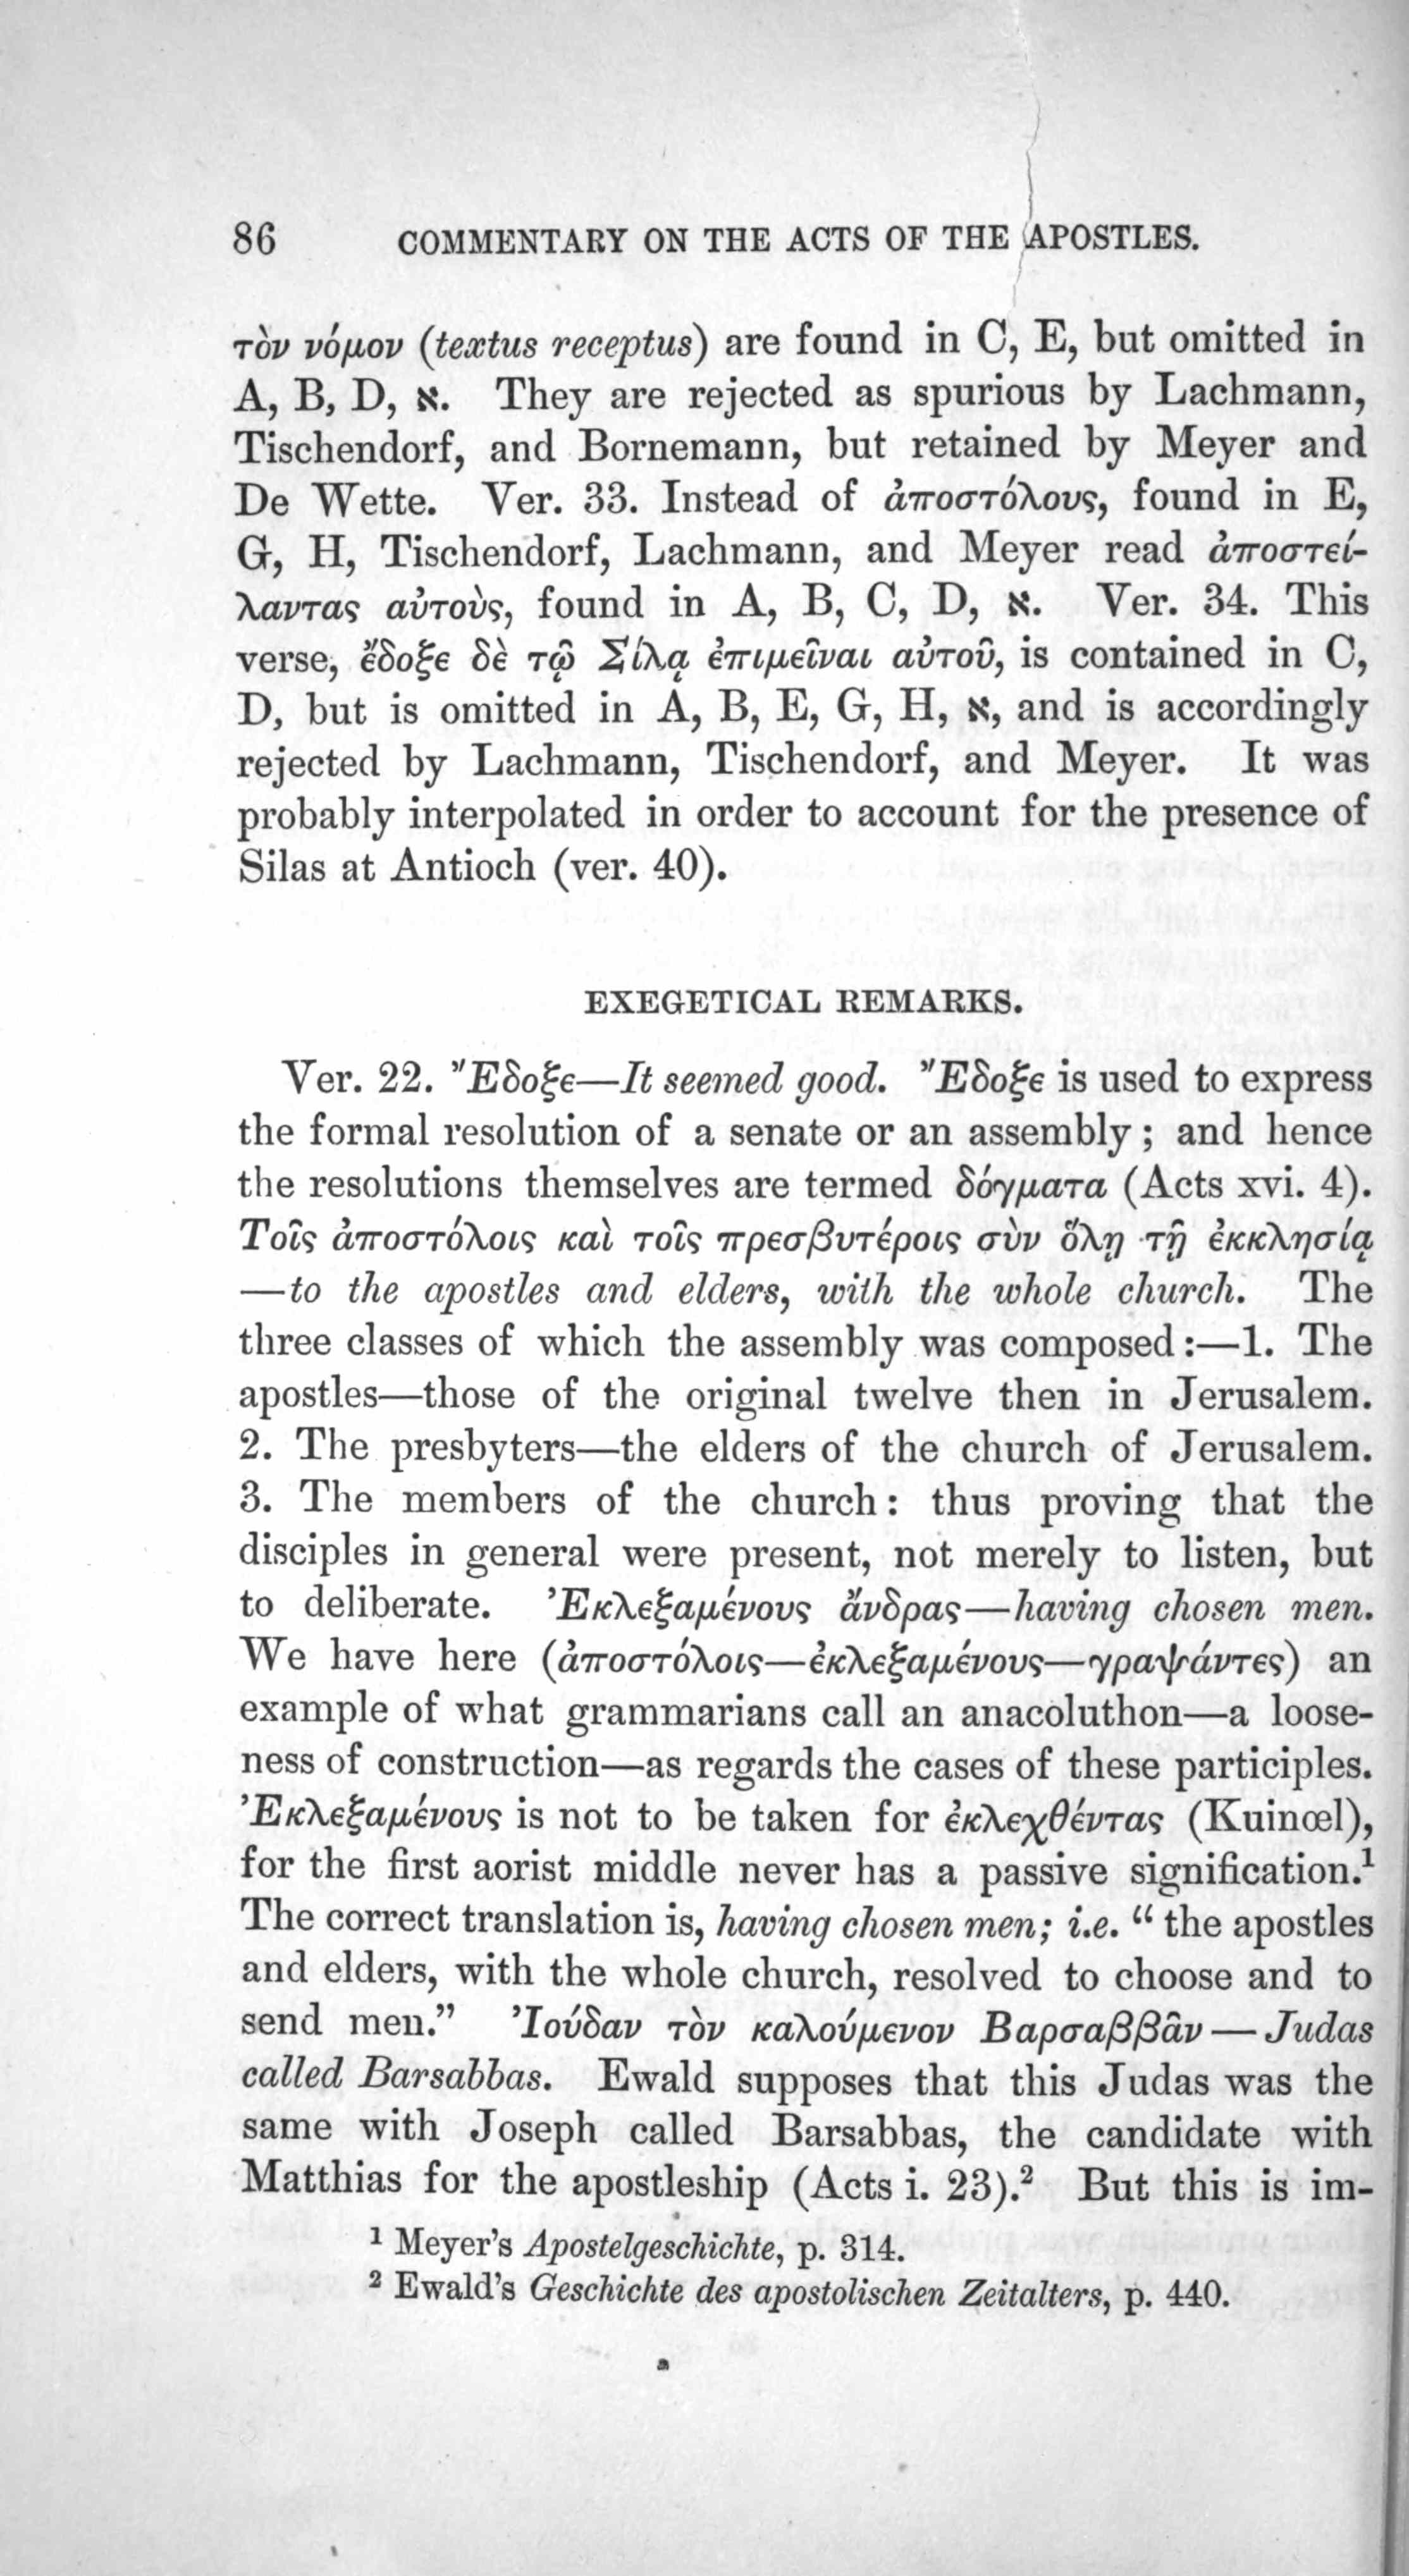 86 COMMENTARY ON THE ACTS OF THE APOSTLES.
τὸν νόμον (textus receptus) are found in C, E, but omitted in
A, B, D, א. They are rejected as spurious by Lachmann,
Tischendorf, and Bornemann, but retained by Meyer and
De Wette. Ver. 33. Instead of ἀποστόλους, found in E,
G, H, Tischendorf, Lachmann, and Meyer read ἀποστεί-
λαντας αὐτοὺς, found in A, B, C, D, א. Ver. 34. This
verse, ἔδοξε δὲ τῷ Σίλᾳ ἐπιμεῖναι αὐτοῦ, is contained in C,
D, but is omitted in A, B, E, G, H, א, and is accordingly
rejected by Lachmann, Tischendorf, and Meyer. It was
probably interpolated in order to account for the presence of
Silas at Antioch (ver. 40).
EXEGETICAL REMARKS.
Ver. 22. Ἔδοξε—It seemed good. Ἔδοξε is used to express
the formal resolution of a senate or an assembly; and hence
the resolutions themselves are termed δόγματα (Acts xvi. 4).
Τοῖς ἀποστόλοις καὶ τοῖς πρεσβυτέροις σὺν ὅλῃ τῇ ἐκκλησίᾳ
—to the apostles and elders, with the whole church. The
three classes of which the assembly was composed:—1. The
apostles—those of the original twelve then in Jerusalem.
2. The presbyters—the elders of the church of Jerusalem.
3. The members of the church: thus proving that the
disciples in general were present, not merely to listen, but
to deliberate. Ἐκλεξαμένους ἄνδρας—having chosen men.
We have here (ἀποστόλοις—ἐκλεξαμένους—γραψάντες) an
example of what grammarians call an anacoluthon—a loose-
ness of construction—as regards the cases of these participles.
Ἐκλεξαμένους is not to be taken for ἐκλεχθέντας (Kuinœl),
for the first aorist middle never has a passive signification.¹
The correct translation is, having chosen men; i.e. “the apostles
and elders, with the whole church, resolved to choose and to
send men.” Ἰούδαν τὸν καλούμενον Βαρσαββᾶν—Judas
called Barsabbas. Ewald supposes that this Judas was the
same with Joseph called Barsabbas, the candidate with
Matthias for the apostleship (Acts i. 23).² But this is im-
¹ Meyer's Apostelgeschichte, p. 314.
² Ewald's Geschichte des apostolischen Zeitalters, p. 440.